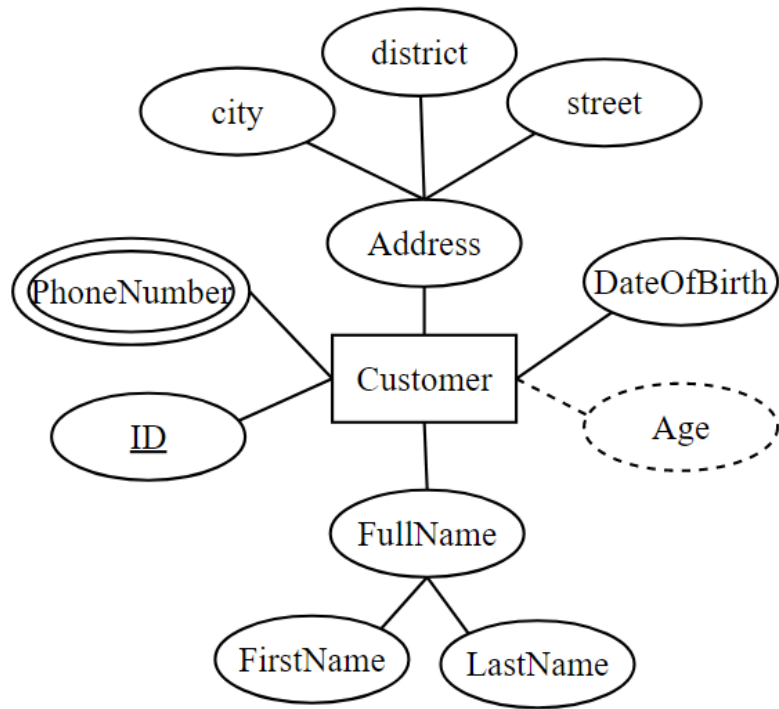 district
city
street
Address
PhoneNumber
DateOfBirth
Customer
ID
Age
FullName
FirstName
LastName